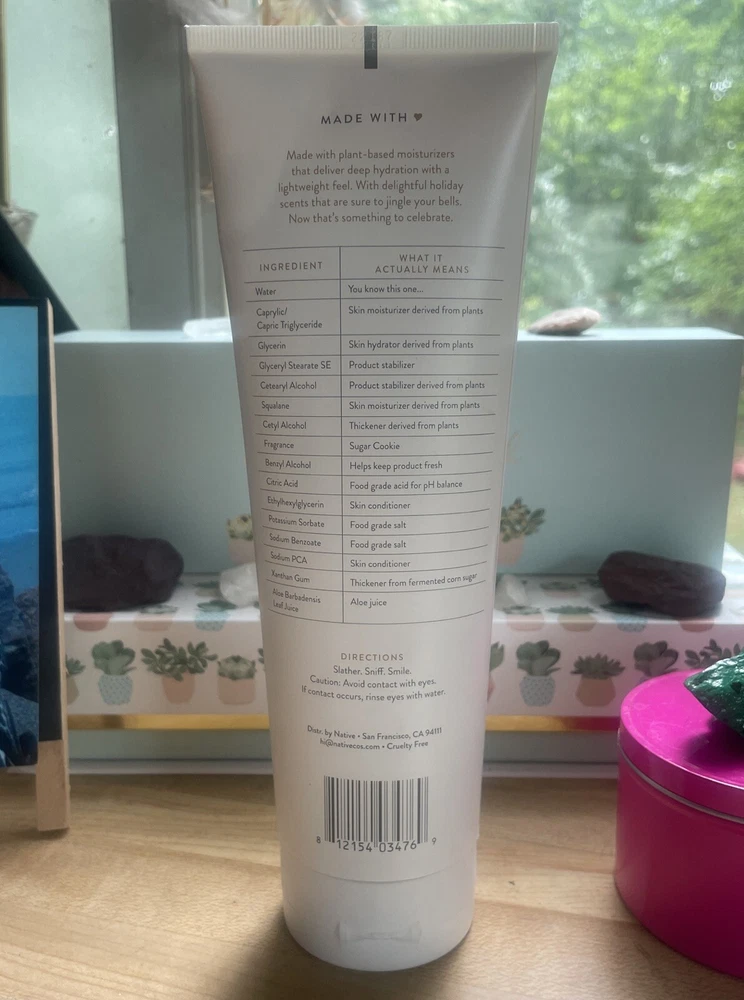 MADE WITH ♥
Made with plant-based moisturizers
that deliver deep hydration with a
lightweight feel. With delightful holiday
scents that are sure to jingle your bells.
Now that's something to celebrate.
INGREDIENT
WHAT IT
ACTUALLY MEANS
Water You know this one...
Caprylic/
Capric Triglyceride
Skin moisturizer derived from plants
Glycerin Skin hydrator derived from plants
Glyceryl Stearate SE Product stabilizer
Cetearyl Alcohol Product stabilizer derived from plants
Squalane Skin moisturizer derived from plants
Cetyl Alcohol Thickener derived from plants
Fragrance Sugar Cookie
Benzyl Alcohol Helps keep product fresh
Citric Acid Food grade acid for pH balance
Ethylhexylglycerin Skin conditioner
Potassium Sorbate Food grade salt
Sodium Benzoate Food grade salt
Sodium PCA Skin conditioner
Xanthan Gum Thickener from fermented corn sugar
Aloe Barbadensis
Leaf Juice
Aloe juice
DIRECTIONS
Slather. Sniff. Smile.
Caution: Avoid contact with eyes.
If contact occurs, rinse eyes with water.
Distr. by Native • San Francisco, CA 94111
hi@nativecos.com • Cruelty Free
8 12154 03476 9